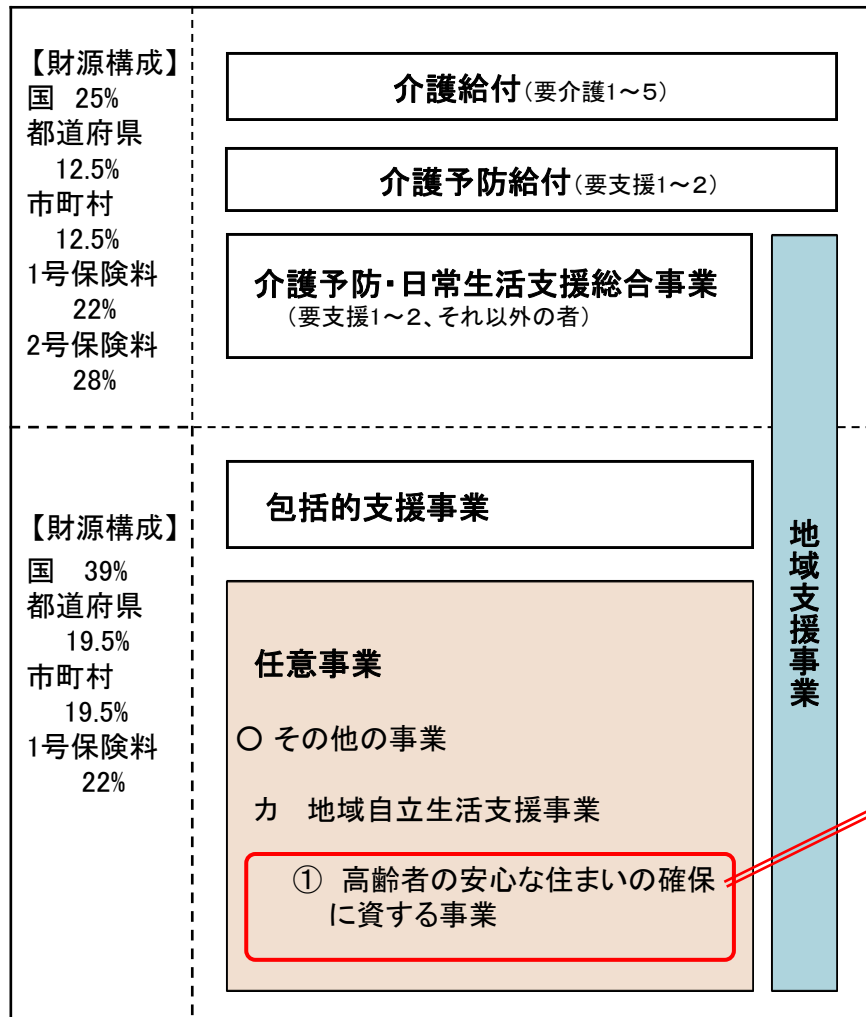 【財源構成】
国 25%
都道府県
12.5%
市町村
12.5%
1号保険料
22%
2号保険料
28%
介護給付(要介護1～5)
介護予防給付(要支援1～2)
介護予防・日常生活支援総合事業
(要支援1～2、それ以外の者)
【財源構成】
国 39%
都道府県
19.5%
市町村
19.5%
1号保険料
22%
包括的支援事業
任意事業
〇 その他の事業
カ 地域自立生活支援事業
① 高齢者の安心な住まいの確保
に資する事業
地域支援事業